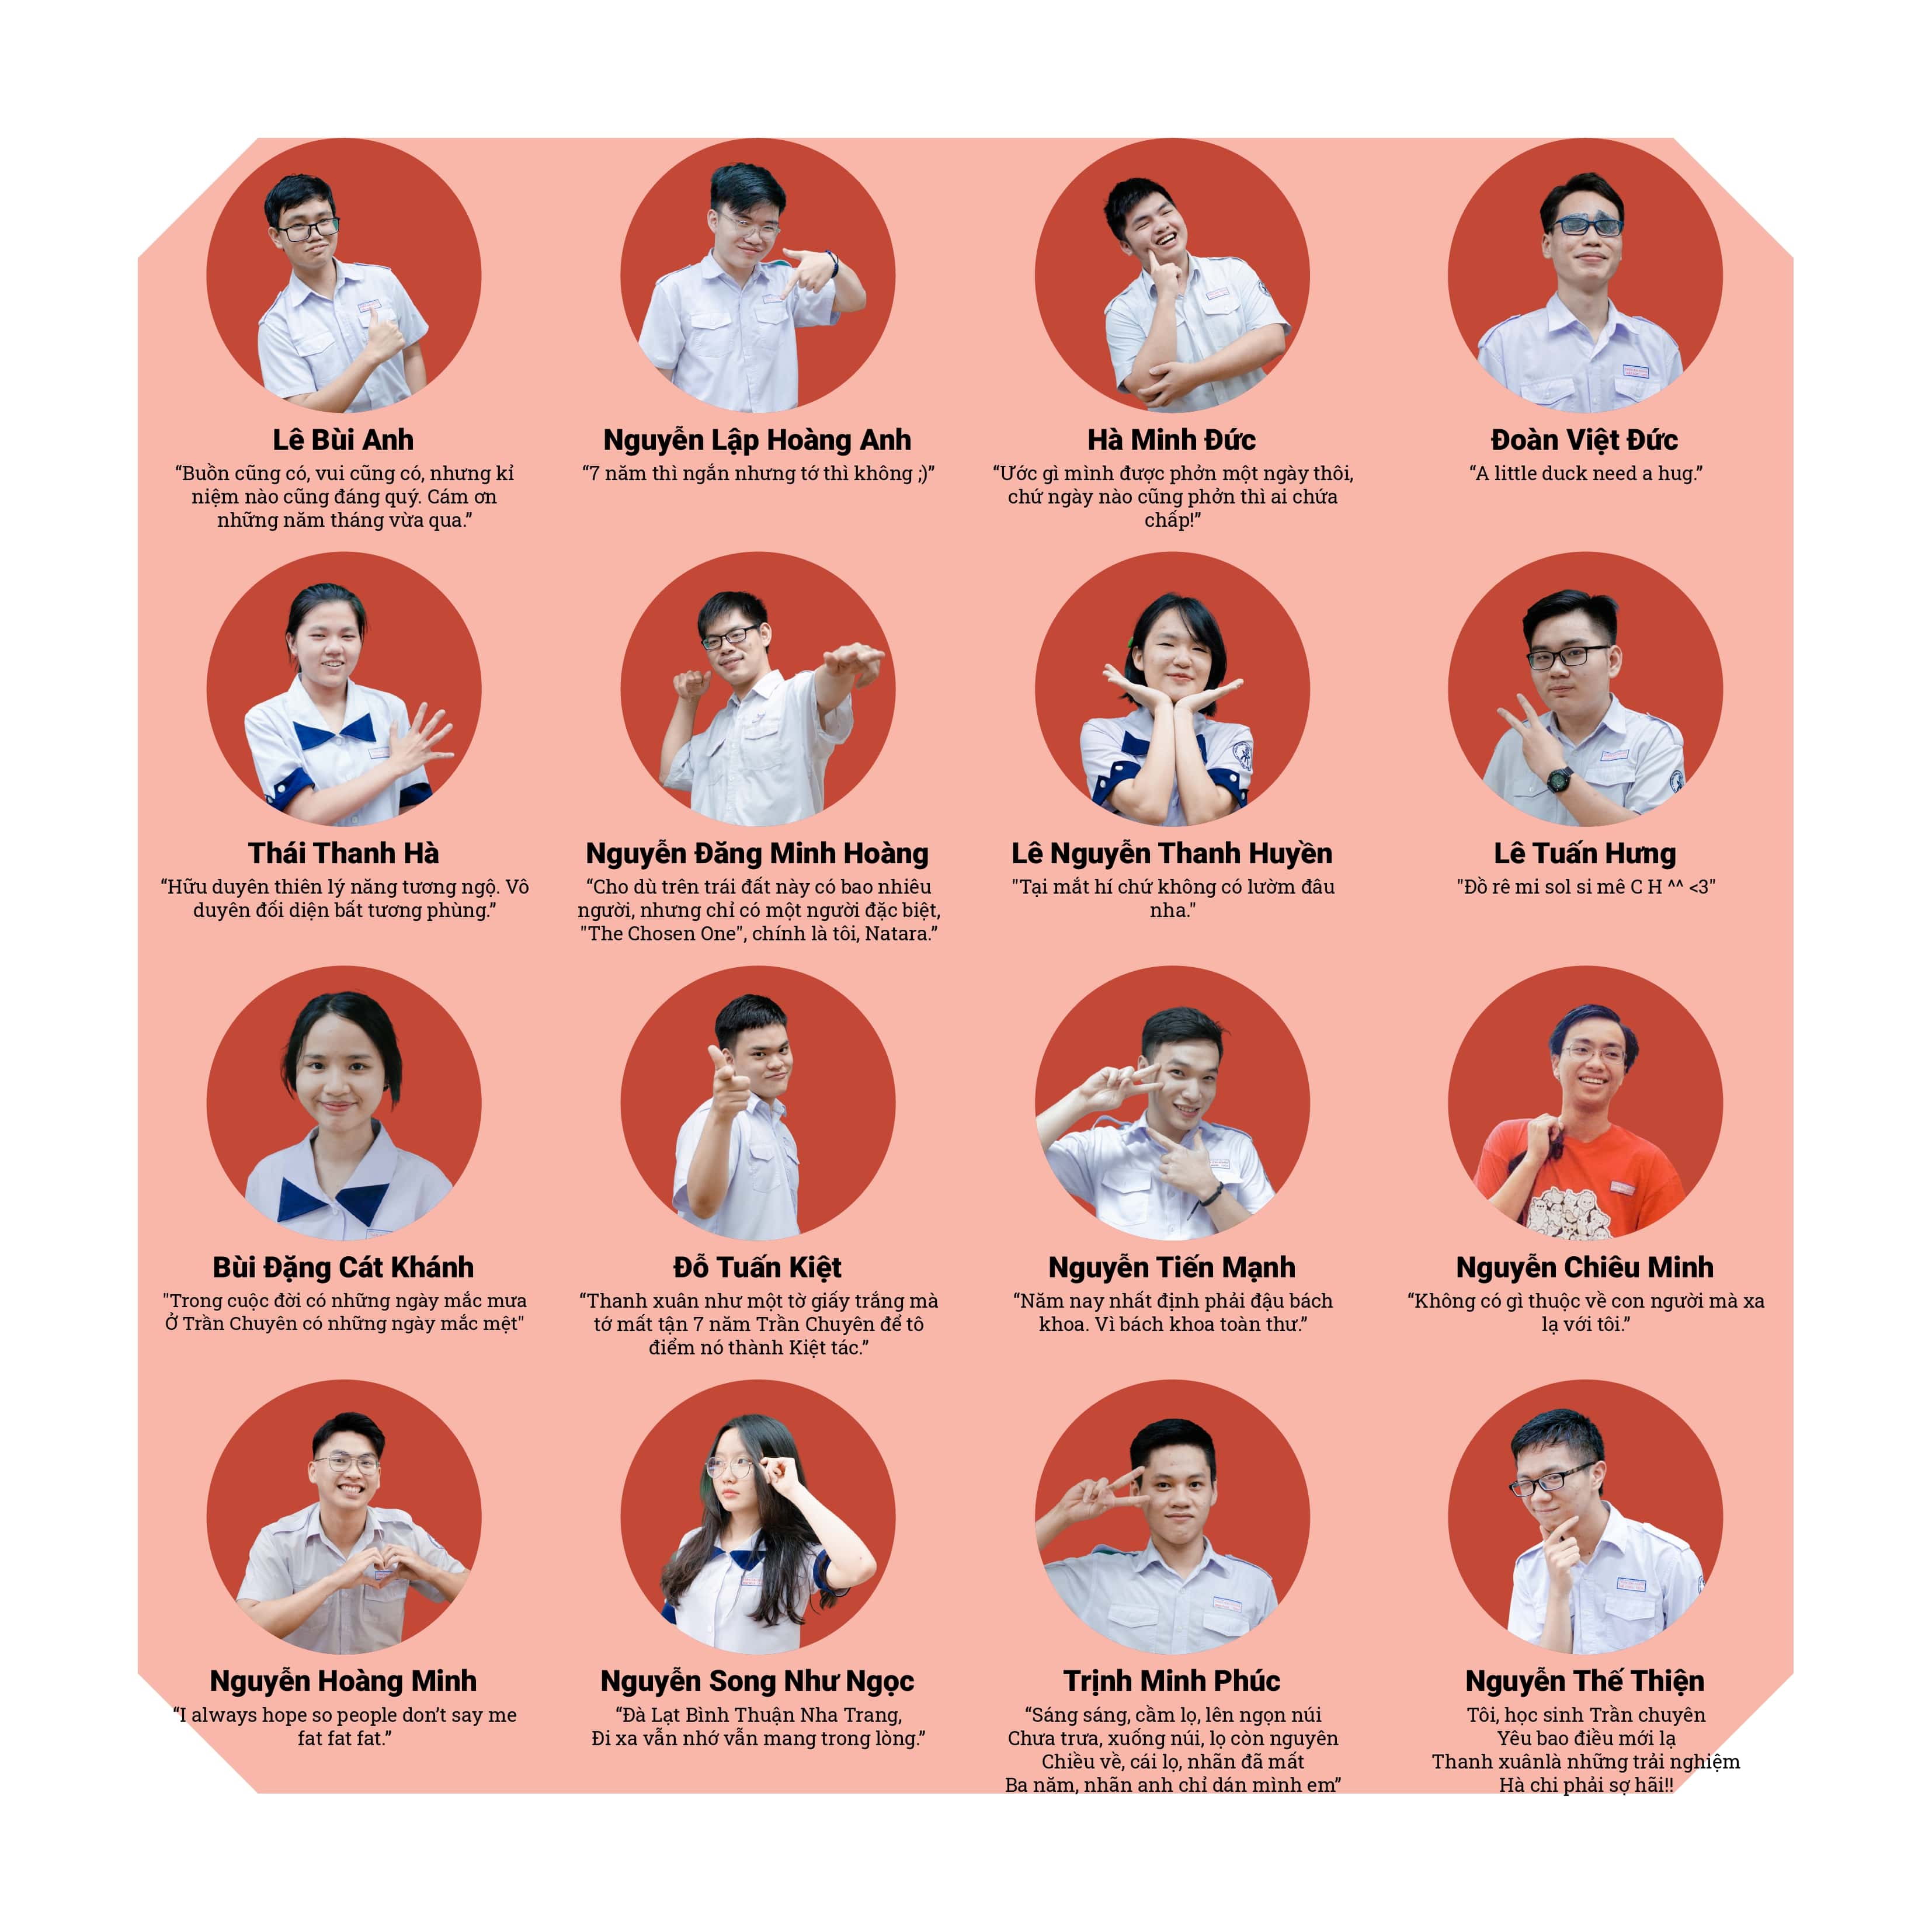 Lê Bùi Anh
“Buồn cũng có, vui cũng có, nhưng kỉ
niệm nào cũng đáng quý. Cám ơn
những năm tháng vừa qua.”
Nguyễn Lập Hoàng Anh
“7 năm thì ngắn nhưng tớ thì không ;)”
Hà Minh Đức
“Ước gì mình được phởn một ngày thôi,
chứ ngày nào cũng phởn thì ai chứa
chấp!”
Đoàn Việt Đức
“A little duck need a hug.”
Thái Thanh Hà
“Hữu duyên thiên lý năng tương ngộ. Vô
duyên đối diện bất tương phùng.”
Nguyễn Đăng Minh Hoàng
“Cho dù trên trái đất này có bao nhiêu
người, nhưng chỉ có một người đặc biệt,
"The Chosen One", chính là tôi, Natara.”
Lê Nguyễn Thanh Huyền
"Tại mắt hí chứ không có lườm đâu
nha."
Lê Tuấn Hưng
"Đồ rê mi sol si mê C H ^^ <3"
Bùi Đặng Cát Khánh
"Trong cuộc đời có những ngày mắc mưa
Ở Trần Chuyên có những ngày mắc mệt"
Đỗ Tuấn Kiệt
“Thanh xuân như một tờ giấy trắng mà
tớ mất tận 7 năm Trần Chuyên để tô
điểm nó thành Kiệt tác.”
Nguyễn Tiến Mạnh
“Năm nay nhất định phải đậu bách
khoa. Vì bách khoa toàn thư.”
Nguyễn Chiêu Minh
“Không có gì thuộc về con người mà xa
lạ với tôi.”
Nguyễn Hoàng Minh
“I always hope so people don’t say me
fat fat fat.”
Nguyễn Song Như Ngọc
“Đà Lạt Bình Thuận Nha Trang,
Đi xa vẫn nhớ vẫn mang trong lòng.”
Trịnh Minh Phúc
“Sáng sáng, cầm lọ, lên ngọn núi
Chưa trưa, xuống núi, lọ còn nguyên
Chiều về, cái lọ, nhãn đã mất
Ba năm, nhãn anh chỉ dán mình em”
Nguyễn Thế Thiện
Tôi, học sinh Trần chuyên
Yêu bao điều mới lạ
Thanh xuânlà những trải nghiệm
Hà chi phải sợ hãi!!